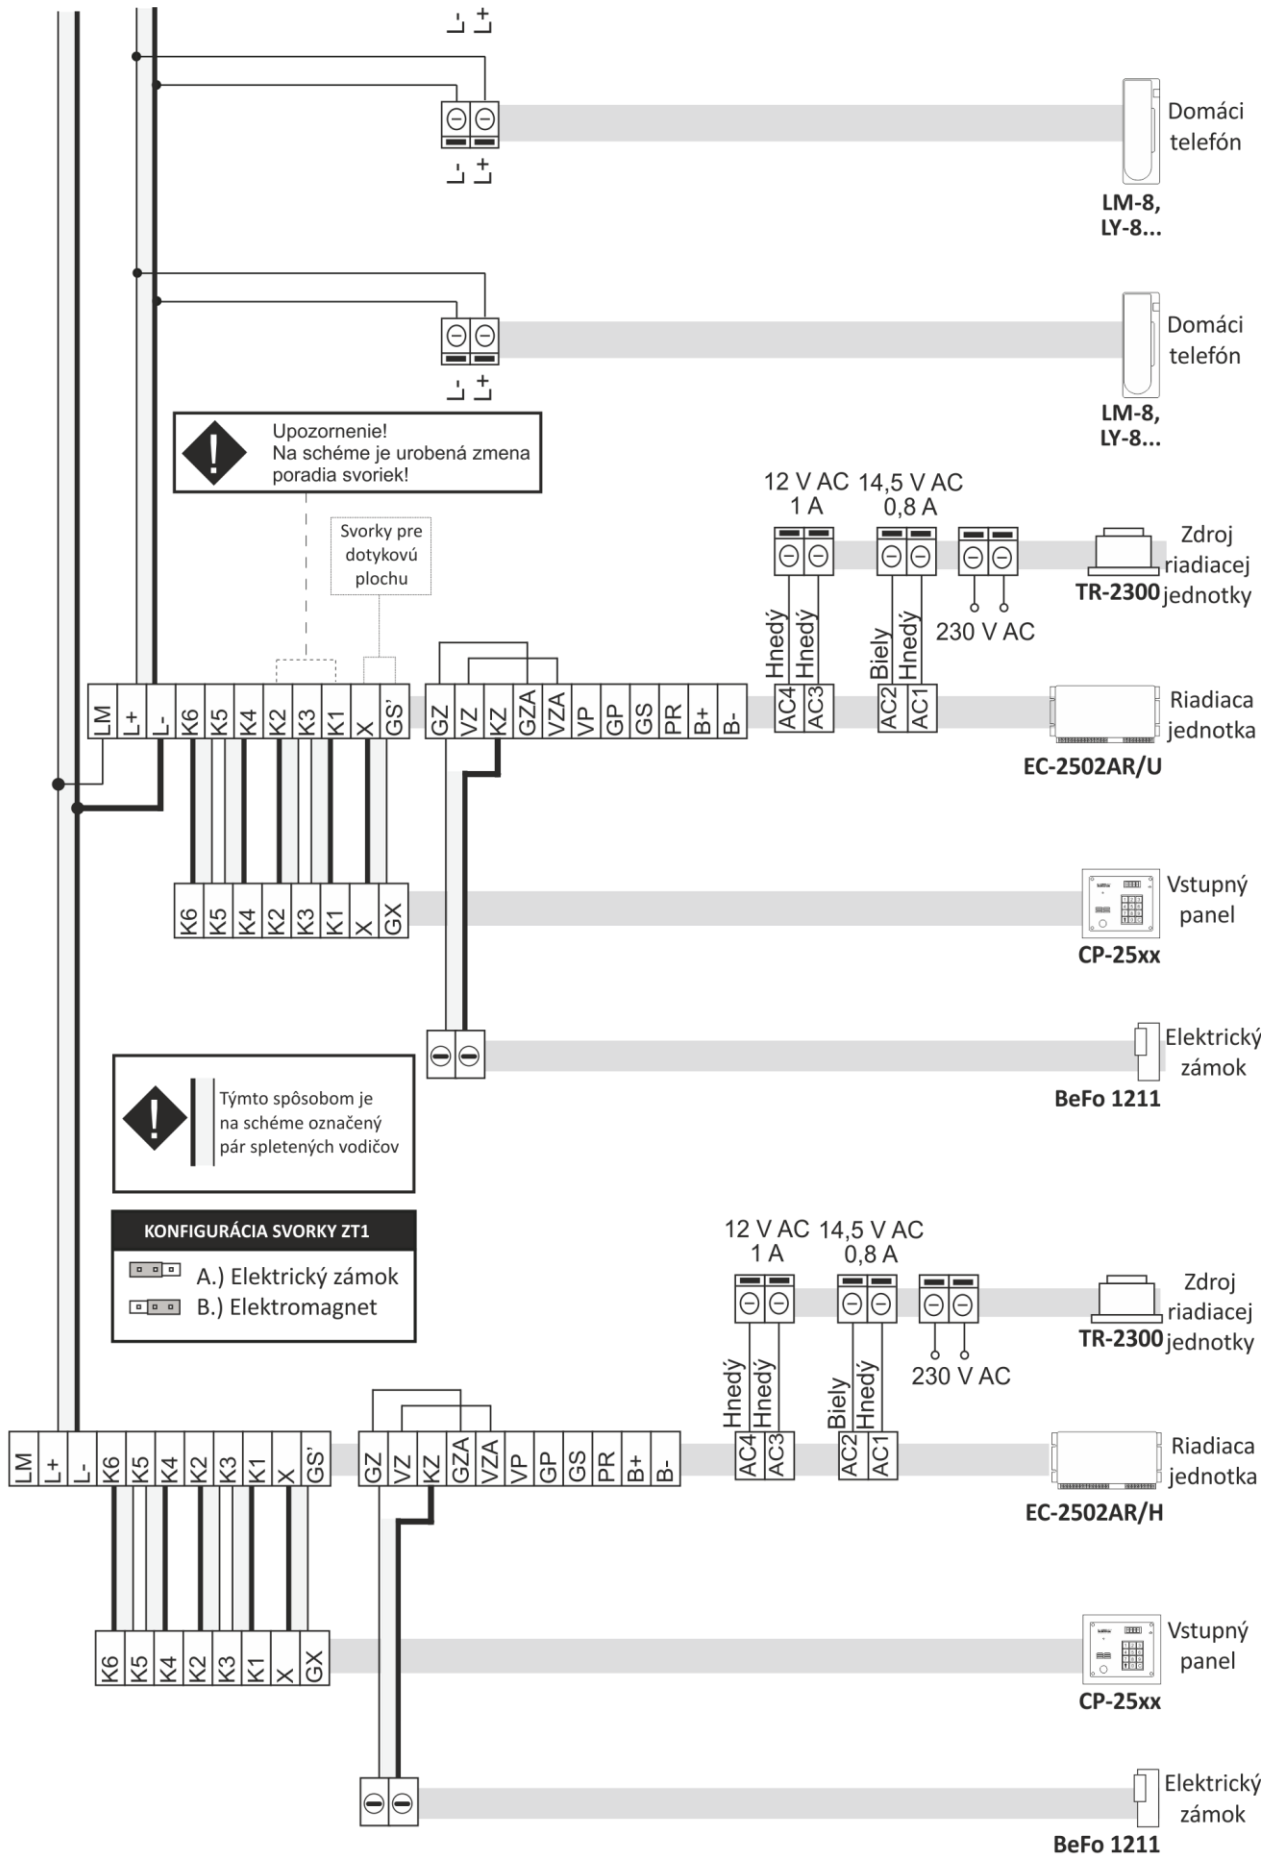 L- L+
Domáci
telefón
L- L+
LM-8,
LY-8...
Domáci
telefón
L- L+
LM-8,
LY-8...
Upozornenie!
Na schéme je urobená zmena
poradia svoriek!
Svorky pre
dotykovú
plochu
12 V AC 14,5 V AC
1 A 0,8 A
Zdroj
riadiacej
jednotky
TR-2300
230 V AC
Hnedý Hnedý Biely Hnedý
LM L+ L- K6 K5 K4 K2 K3 K1 X GS' GZ VZ KZ GZA VZA VP GP GS PR B+ B- AC4 AC3 AC2 AC1
Riadiaca
jednotka
EC-2502AR/U
K6 K5 K4 K2 K3 K1 X GX
Vstupný
panel
CP-25xx
Elektrický
zámok
BeFo 1211
Týmto spôsobom je
na schéme označený
pár spletených vodičov
KONFIGURÁCIA SVORKY ZT1
A.) Elektrický zámok
B.) Elektromagnet
12 V AC 14,5 V AC
1 A 0,8 A
Zdroj
riadiacej
jednotky
TR-2300
230 V AC
Hnedý Hnedý Biely Hnedý
LM L+ L- K6 K5 K4 K2 K3 K1 X GS' GZ VZ KZ GZA VZA VP GP GS PR B+ B- AC4 AC3 AC2 AC1
Riadiaca
jednotka
EC-2502AR/H
K6 K5 K4 K2 K3 K1 X GX
Vstupný
panel
CP-25xx
Elektrický
zámok
BeFo 1211